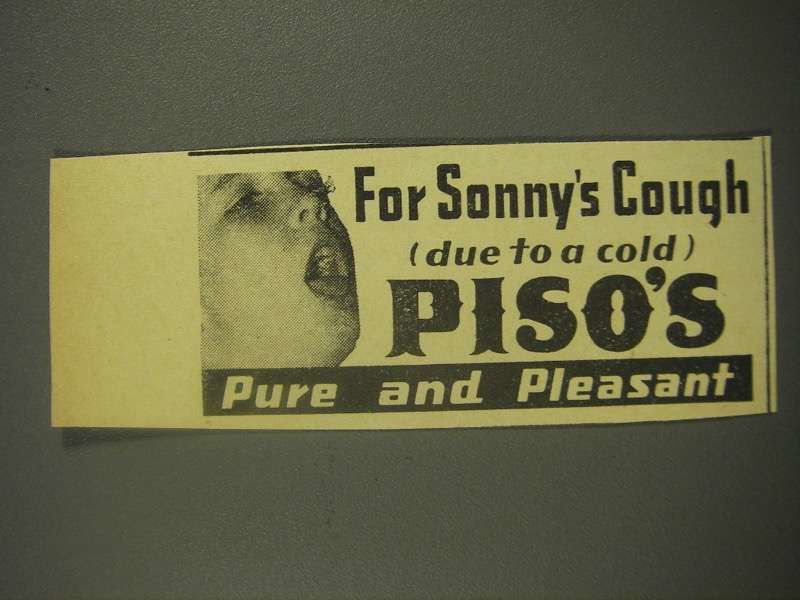 For Sonny's Cough
(due to a cold)
PISO'S
Pure and Pleasant